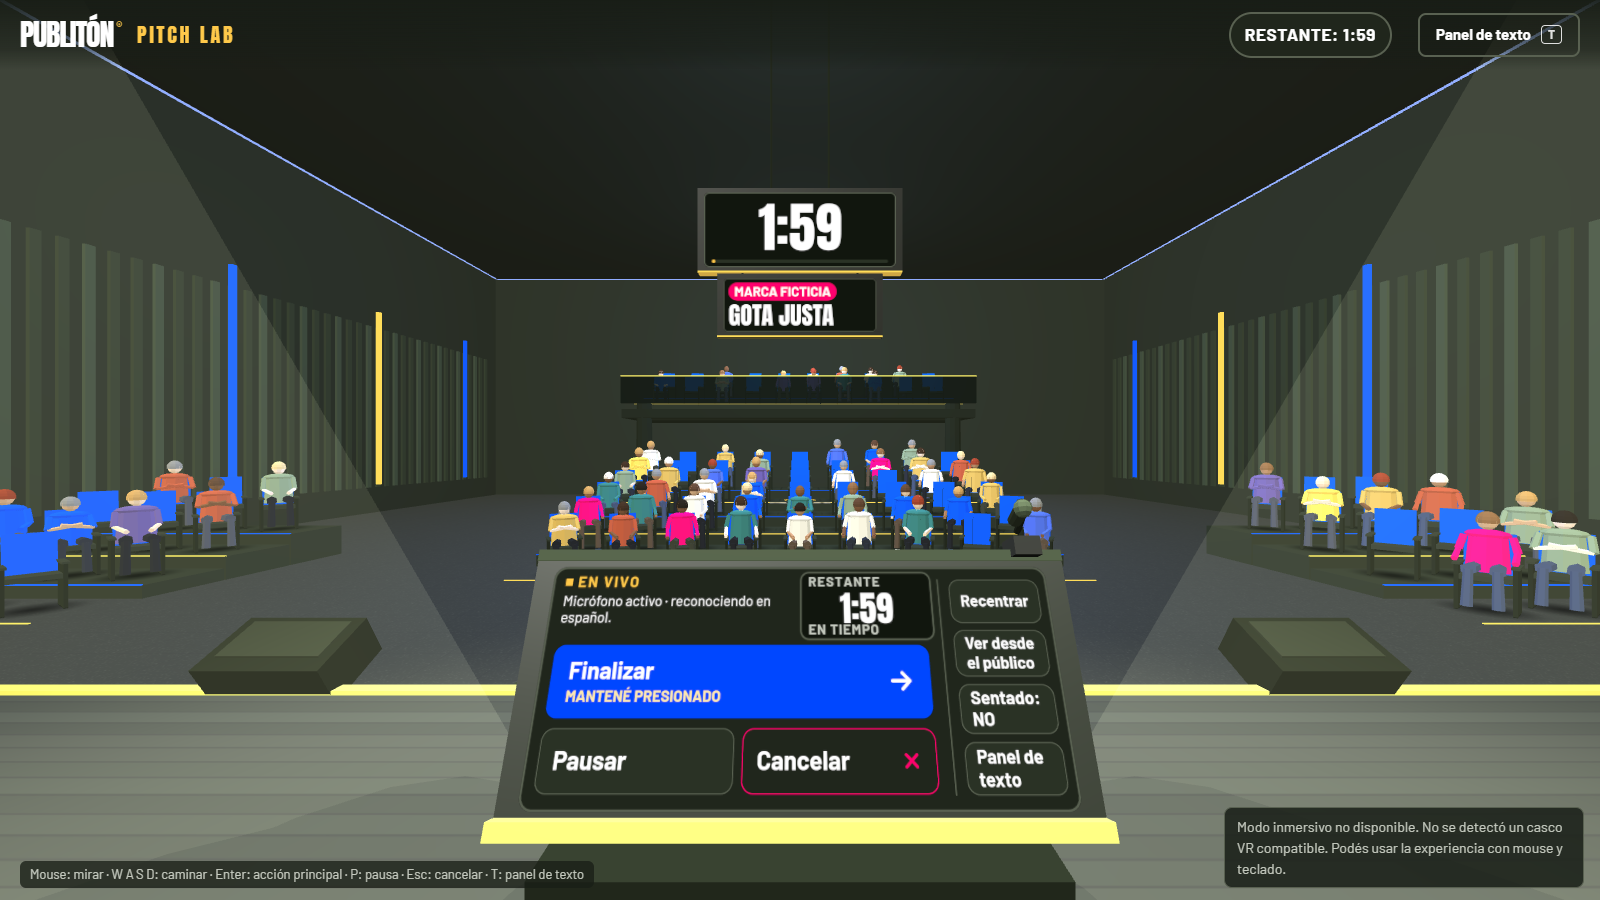 PUBLITÓN PITCH LAB
RESTANTE: 1:59
Panel de texto T
1:59
MARCA FICTICIA
GOTA JUSTA
EN VIVO
Micrófono activo · reconociendo en
español.
RESTANTE
1:59
EN TIEMPO
Finalizar
MANTENÉ PRESIONADO
Pausar
Cancelar
Recentrar
Ver desde
el público
Sentado:
NO
Panel de
texto
Modo inmersivo no disponible. No se detectó un casco
VR compatible. Podés usar la experiencia con mouse y
teclado.
Mouse: mirar · W A S D: caminar · Enter: acción principal · P: pausa · Esc: cancelar · T: panel de texto